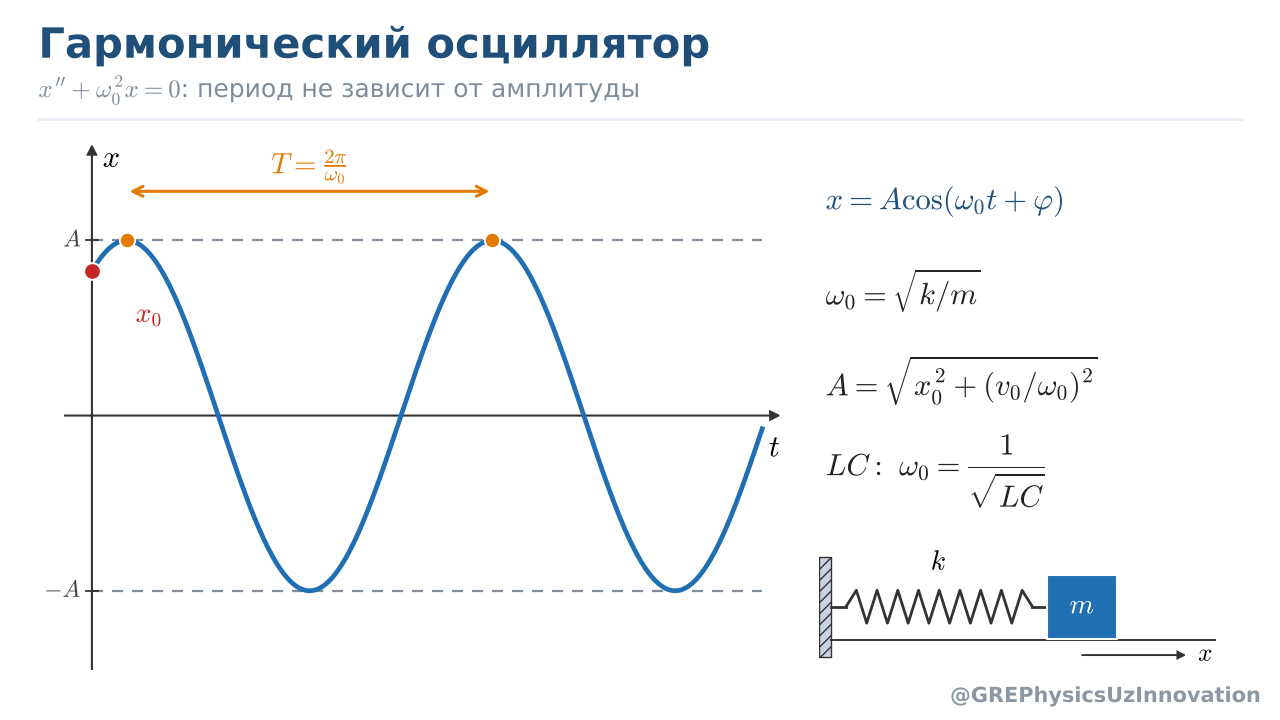 Гармонический осциллятор
x″ + ω₀²x = 0: период не зависит от амплитуды
x
T = 2π/ω₀
A
x₀
t
−A
x = A cos(ω₀t + φ)
ω₀ = √(k/m)
A = √(x₀² + (v₀/ω₀)²)
LC: ω₀ = 1/√(LC)
k
m
x
@GREPhysicsUzInnovation